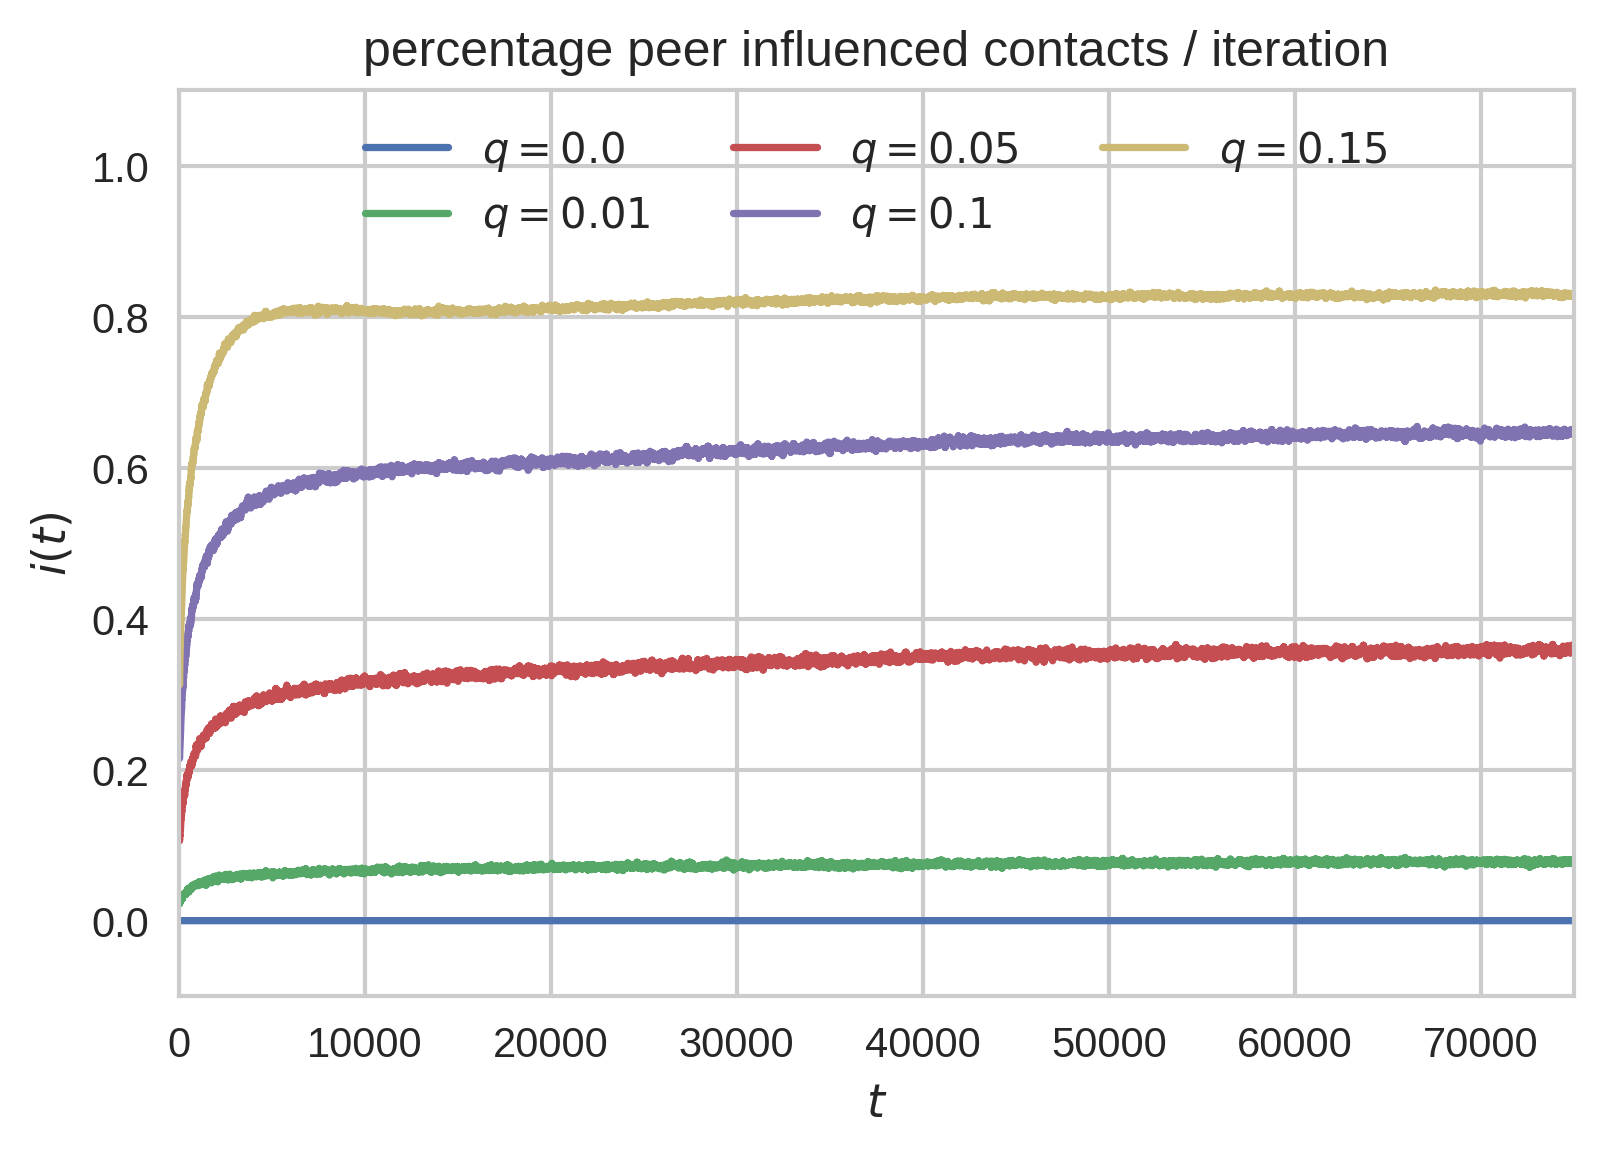 percentage peer influenced contacts / iteration
q = 0.0 q = 0.05 q = 0.15
q = 0.01 q = 0.1
1.0
0.8
0.6
0.4
0.2
0.0
i(t)
0 10000 20000 30000 40000 50000 60000 70000
t